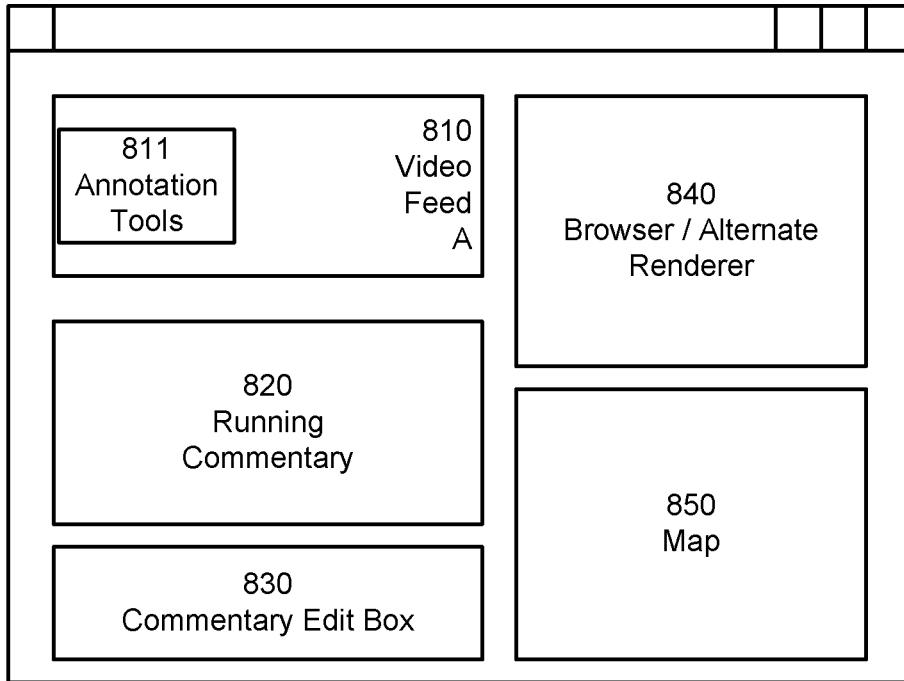 811
Annotation
Tools
810
Video
Feed
A
820
Running
Commentary
830
Commentary Edit Box
840
Browser / Alternate
Renderer
850
Map